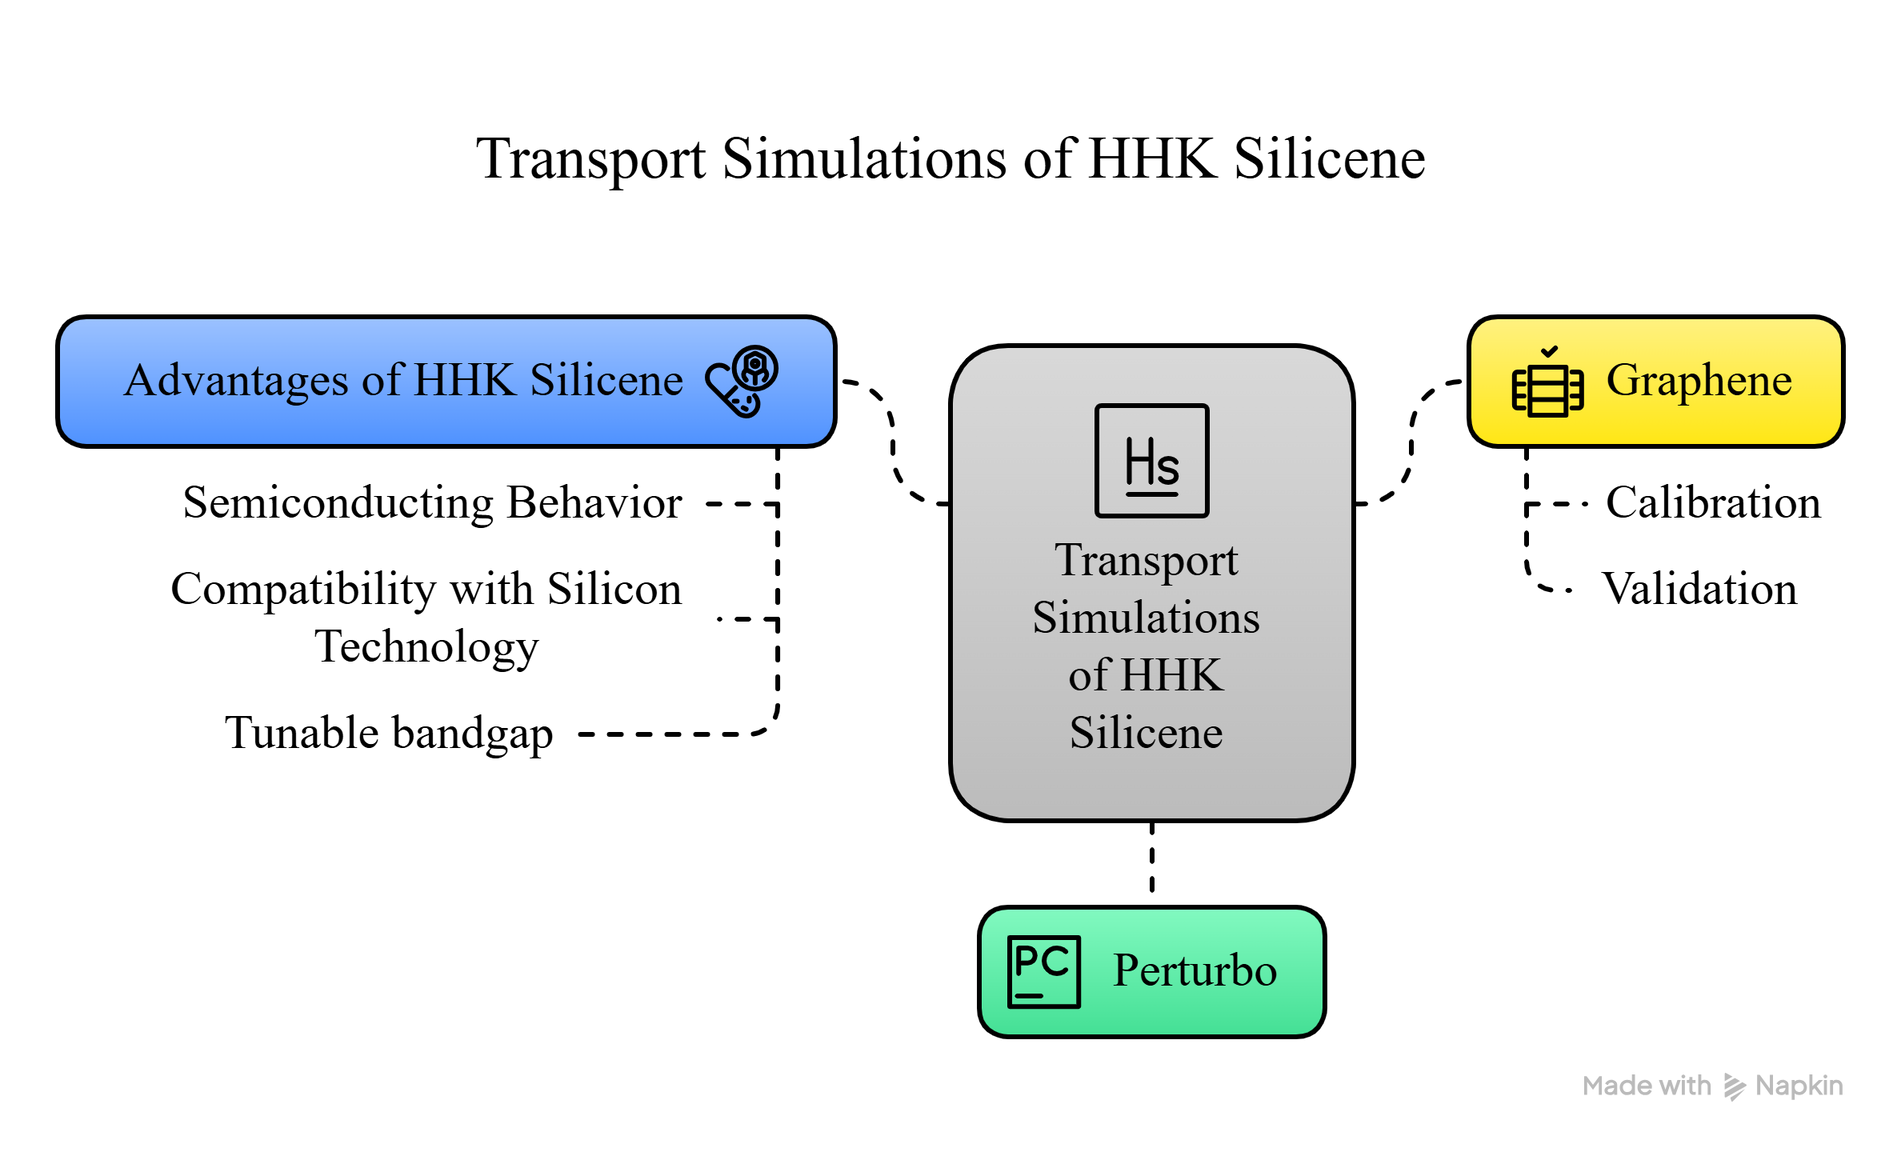 Transport Simulations of HHK Silicene
Advantages of HHK Silicene
Semiconducting Behavior
Compatibility with Silicon
Technology
Tunable bandgap
Hs
Transport
Simulations
of HHK
Silicene
Graphene
Calibration
Validation
PC
Perturbo
Made with Napkin